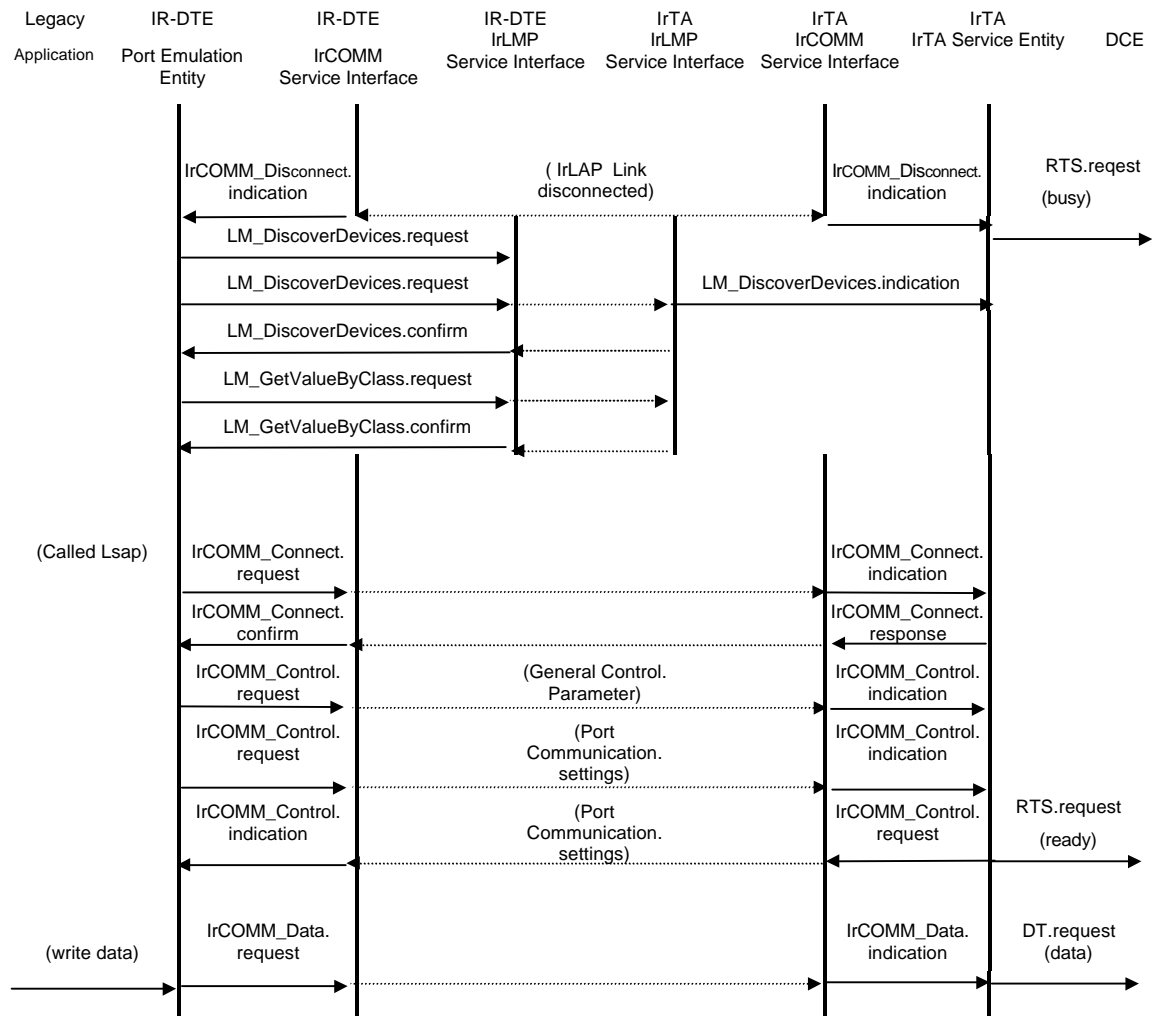 Legacy
Application
IR-DTE
Port Emulation
Entity
IR-DTE
IrCOMM
Service Interface
IR-DTE
IrLMP
Service Interface
IrTA
IrLMP
Service Interface
IrTA
IrCOMM
Service Interface
IrTA
IrTA Service Entity
DCE
IrCOMM_Disconnect.
indication
( IrLAP Link
disconnected)
IrCOMM_Disconnect.
indication
RTS.reqest
(busy)
LM_DiscoverDevices.request
LM_DiscoverDevices.request
LM_DiscoverDevices.indication
LM_DiscoverDevices.confirm
LM_GetValueByClass.request
LM_GetValueByClass.confirm
(Called Lsap)
IrCOMM_Connect.
request
IrCOMM_Connect.
indication
IrCOMM_Connect.
confirm
IrCOMM_Connect.
response
IrCOMM_Control.
request
(General Control.
Parameter)
IrCOMM_Control.
indication
IrCOMM_Control.
request
(Port
Communication.
settings)
IrCOMM_Control.
indication
IrCOMM_Control.
indication
(Port
Communication.
settings)
IrCOMM_Control.
request
RTS.request
(ready)
(write data)
IrCOMM_Data.
request
IrCOMM_Data.
indication
DT.request
(data)